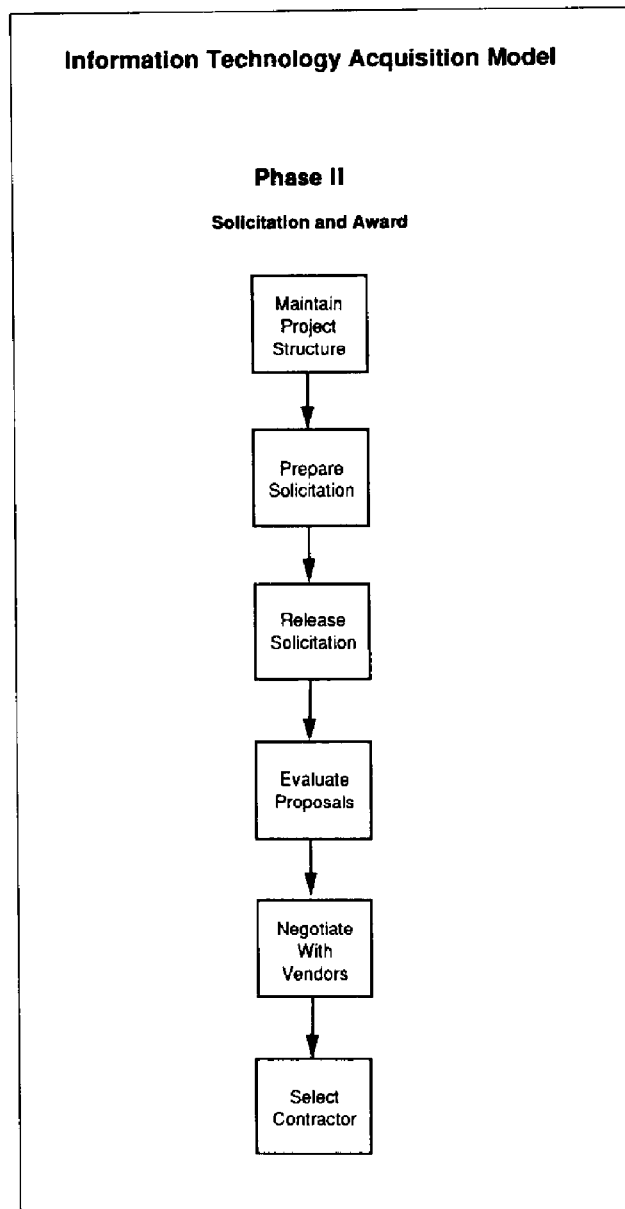 Information Technology Acquisition Model
Phase II
Solicitation and Award
Maintain
Project
Structure
Prepare
Solicitation
Release
Solicitation
Evaluate
Proposals
Negotiate
With
Vendors
Select
Contractor